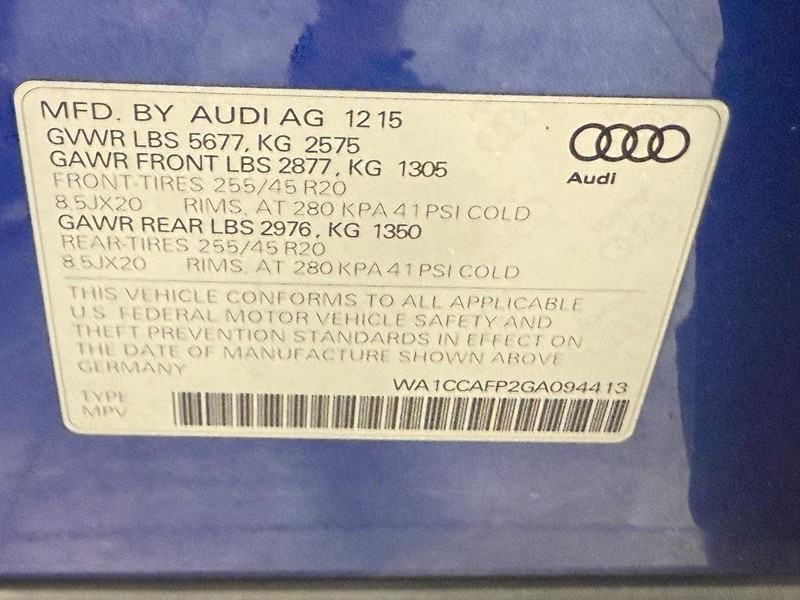 MFD. BY AUDI AG 12 15
GVWR LBS 5677, KG 2575
GAWR FRONT LBS 2877, KG 1305
FRONT-TIRES 255/45 R20
8.5JX20 RIMS, AT 280 KPA 41 PSI COLD
GAWR REAR LBS 2976, KG 1350
REAR-TIRES 255/45 R20
8.5JX20 RIMS, AT 280 KPA 41 PSI COLD
Audi
THIS VEHICLE CONFORMS TO ALL APPLICABLE
U.S. FEDERAL MOTOR VEHICLE SAFETY AND
THEFT PREVENTION STANDARDS IN EFFECT ON
THE DATE OF MANUFACTURE SHOWN ABOVE
GERMANY
WA1CCAFP2GA094413
TYPE
MPV